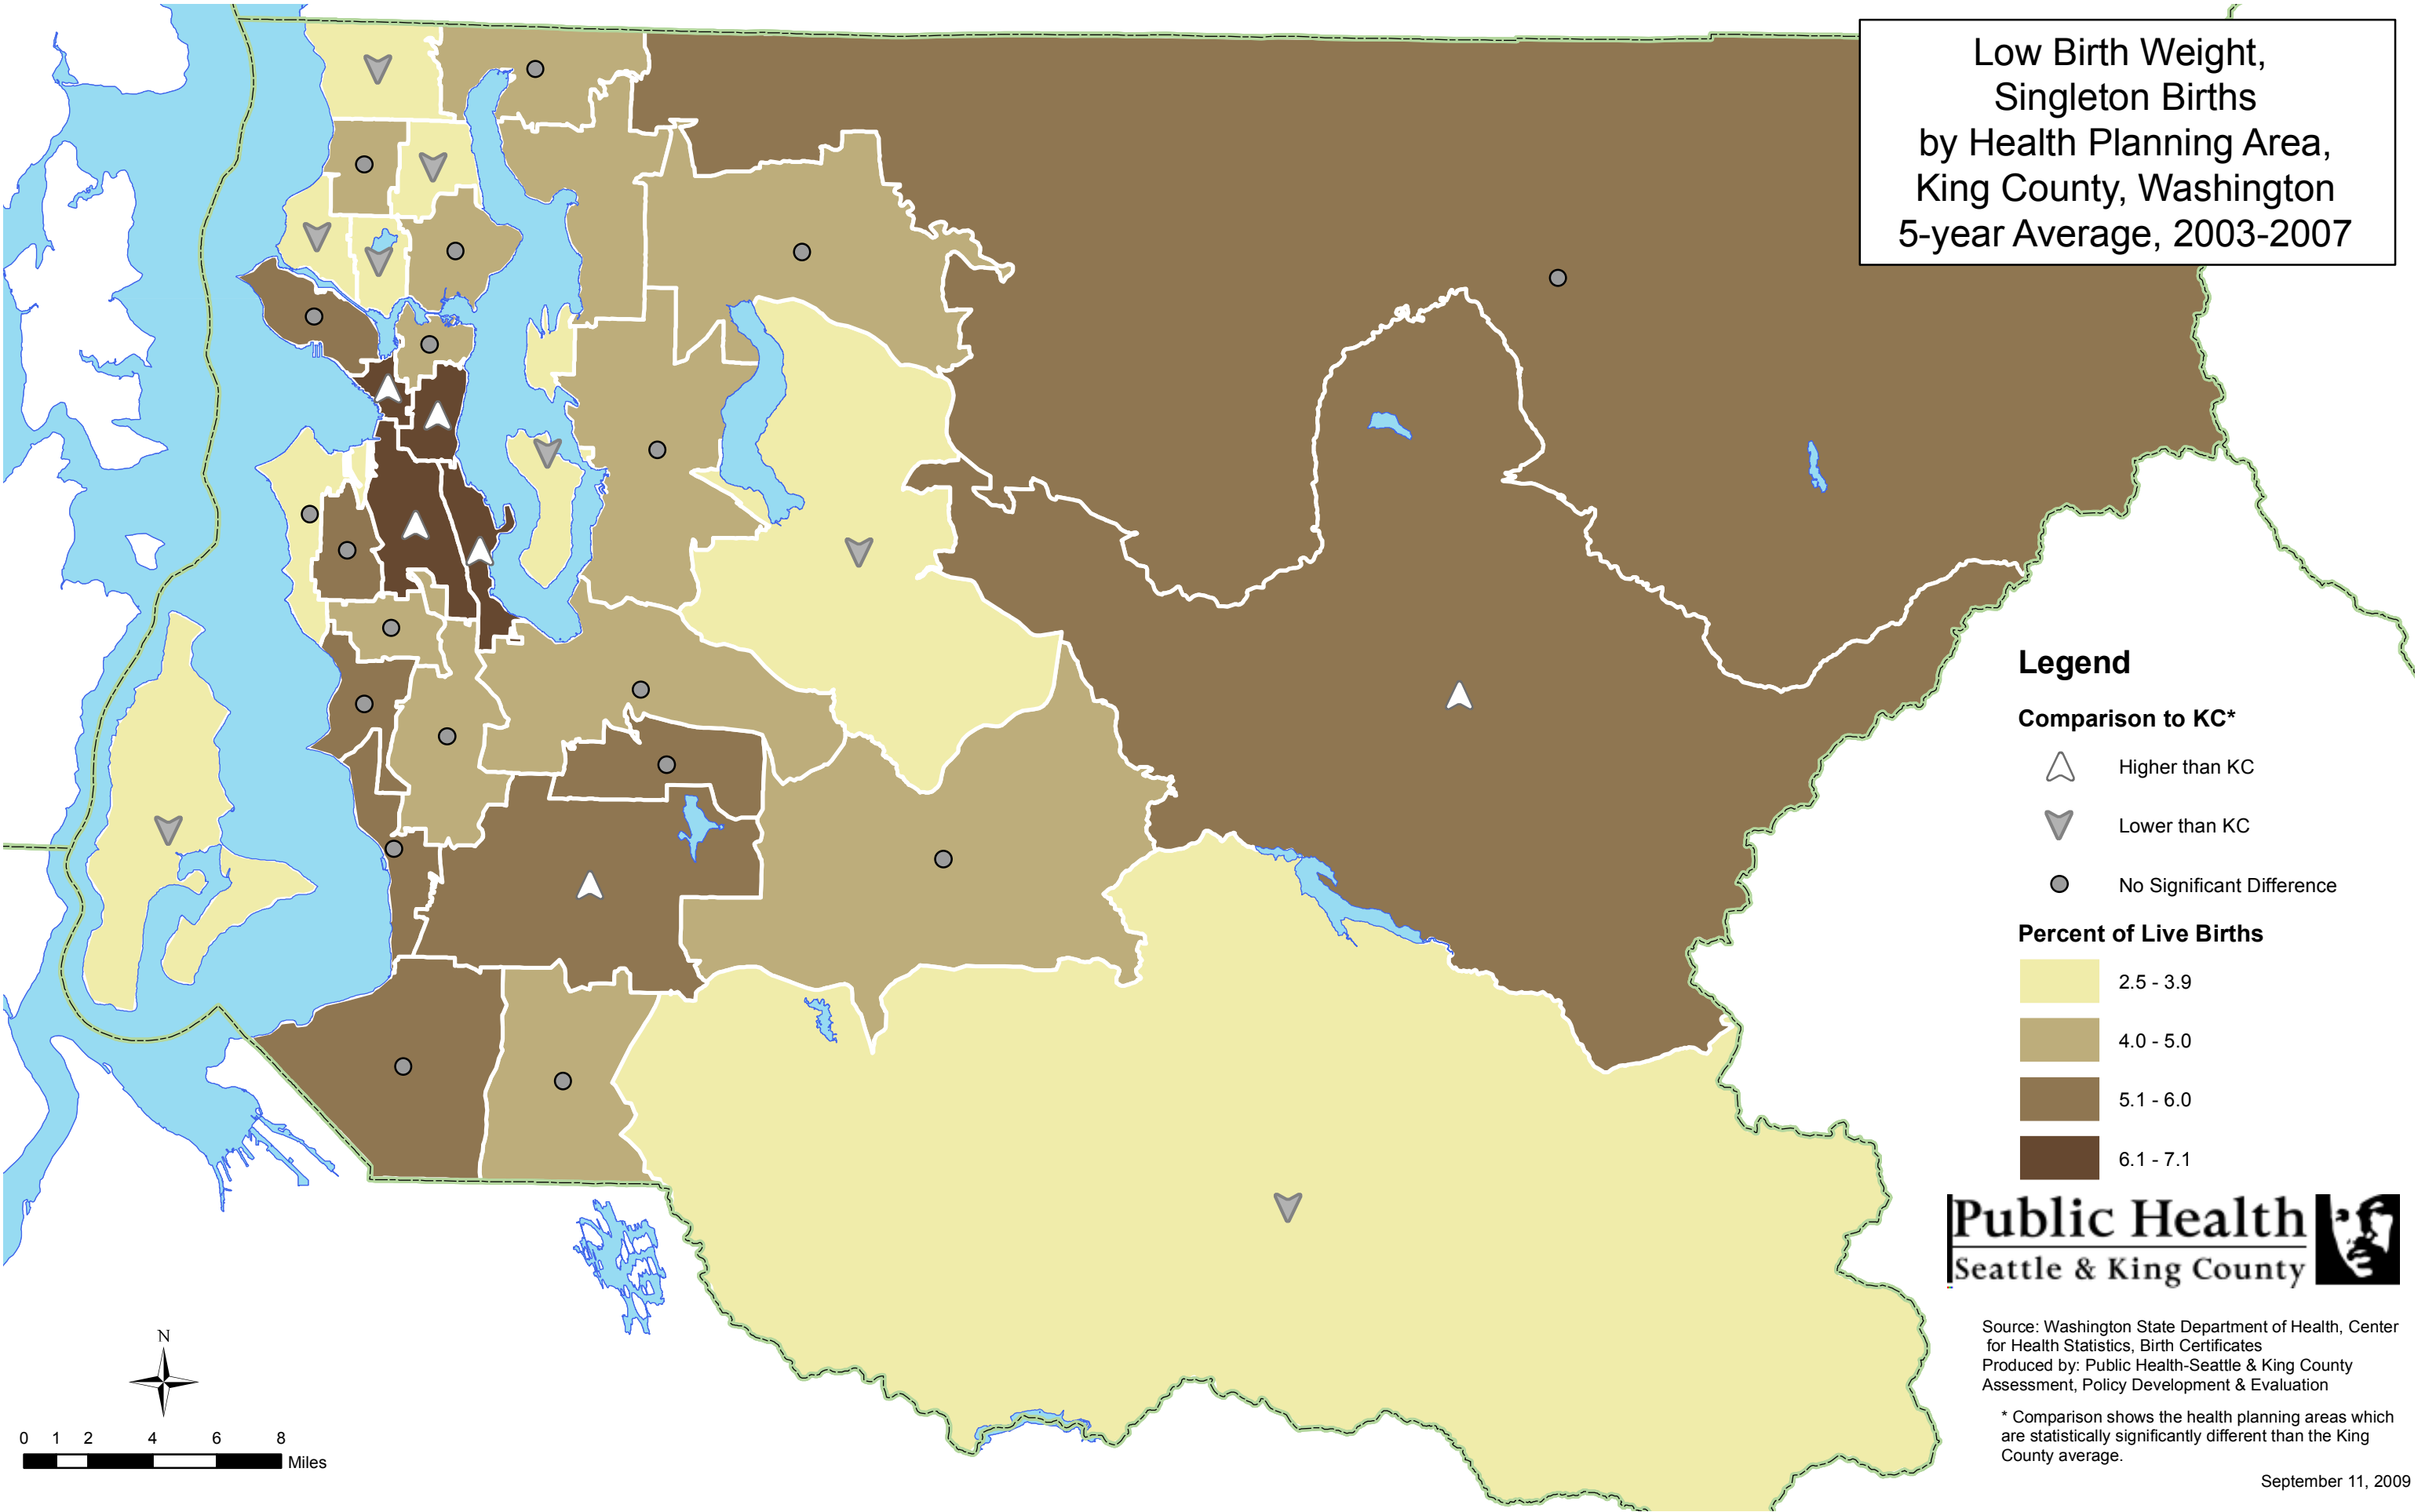 Low Birth Weight,
Singleton Births
by Health Planning Area,
King County, Washington
5-year Average, 2003-2007
Legend
Comparison to KC*
Higher than KC
Lower than KC
No Significant Difference
Percent of Live Births
2.5 - 3.9
4.0 - 5.0
5.1 - 6.0
6.1 - 7.1
Public Health
Seattle & King County
Source: Washington State Department of Health, Center
for Health Statistics, Birth Certificates
Produced by: Public Health-Seattle & King County
Assessment, Policy Development & Evaluation
* Comparison shows the health planning areas which
are statistically significantly different than the King
County average.
September 11, 2009
N
0 1 2 4 6 8
Miles